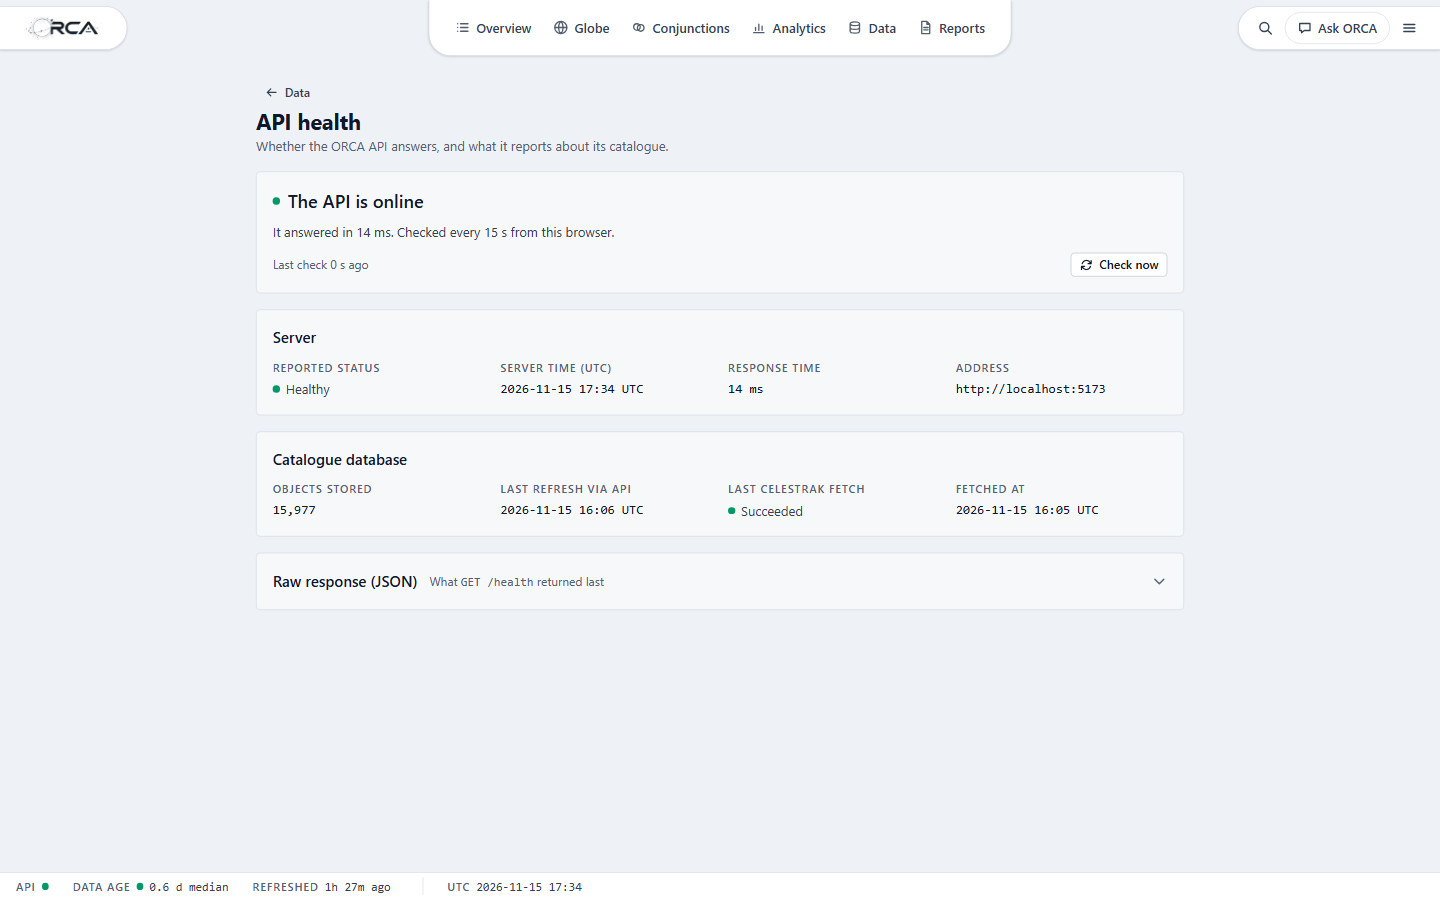 ORCA
Overview
Globe
Conjunctions
Analytics
Data
Reports
Ask ORCA
Data
API health
Whether the ORCA API answers, and what it reports about its catalogue.
The API is online
It answered in 14 ms. Checked every 15 s from this browser.
Last check 0 s ago
Check now
Server
REPORTED STATUS
Healthy
SERVER TIME (UTC)
2026-11-15 17:34 UTC
RESPONSE TIME
14 ms
ADDRESS
http://localhost:5173
Catalogue database
OBJECTS STORED
15,977
LAST REFRESH VIA API
2026-11-15 16:06 UTC
LAST CELESTRAK FETCH
Succeeded
FETCHED AT
2026-11-15 16:05 UTC
Raw response (JSON) What GET /health returned last
API
DATA AGE 0.6 d median
REFRESHED 1h 27m ago
UTC 2026-11-15 17:34